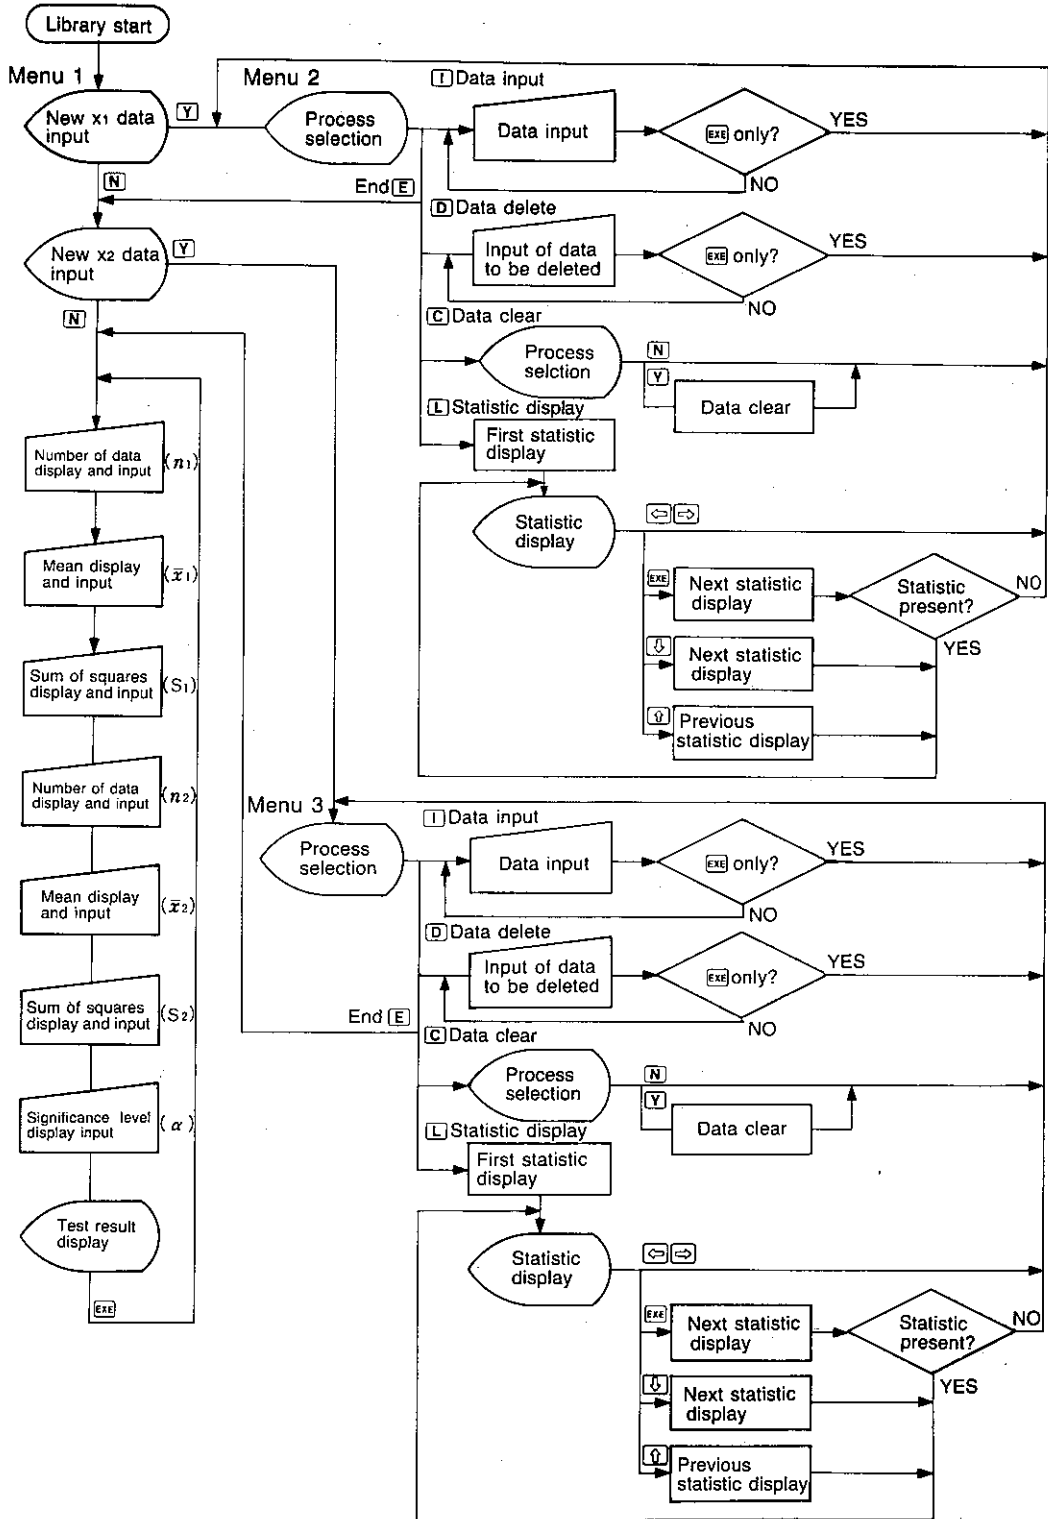 Library start
Menu 1
New x1 data
input
Y
N
Menu 2
Process
selection
I Data input
Data input
EXE only?
YES
NO
End E
D Data delete
Input of data
to be deleted
EXE only?
YES
NO
C Data clear
Process
selction
N
Y
Data clear
L Statistic display
First statistic
display
Statistic
display
⇦ ⇨
EXE
Next statistic
display
Statistic
present?
NO
YES
⇩
Next statistic
display
⇧
Previous
statistic display
New x2 data
input
Y
N
Number of data
display and input
(n1)
Mean display
and input
(x̄1)
Sum of squares
display and input
(S1)
Number of data
display and input
(n2)
Mean display
and input
(x̄2)
Sum of squares
display and input
(S2)
Significance level
display input
(α)
Test result
display
EXE
Menu 3
Process
selection
I Data input
Data input
EXE only?
YES
NO
D Data delete
Input of data
to be deleted
EXE only?
YES
NO
End E
C Data clear
Process
selection
N
Y
Data clear
L Statistic display
First statistic
display
Statistic
display
⇦ ⇨
EXE
Next statistic
display
Statistic
present?
NO
YES
⇩
Next statistic
display
⇧
Previous
statistic display